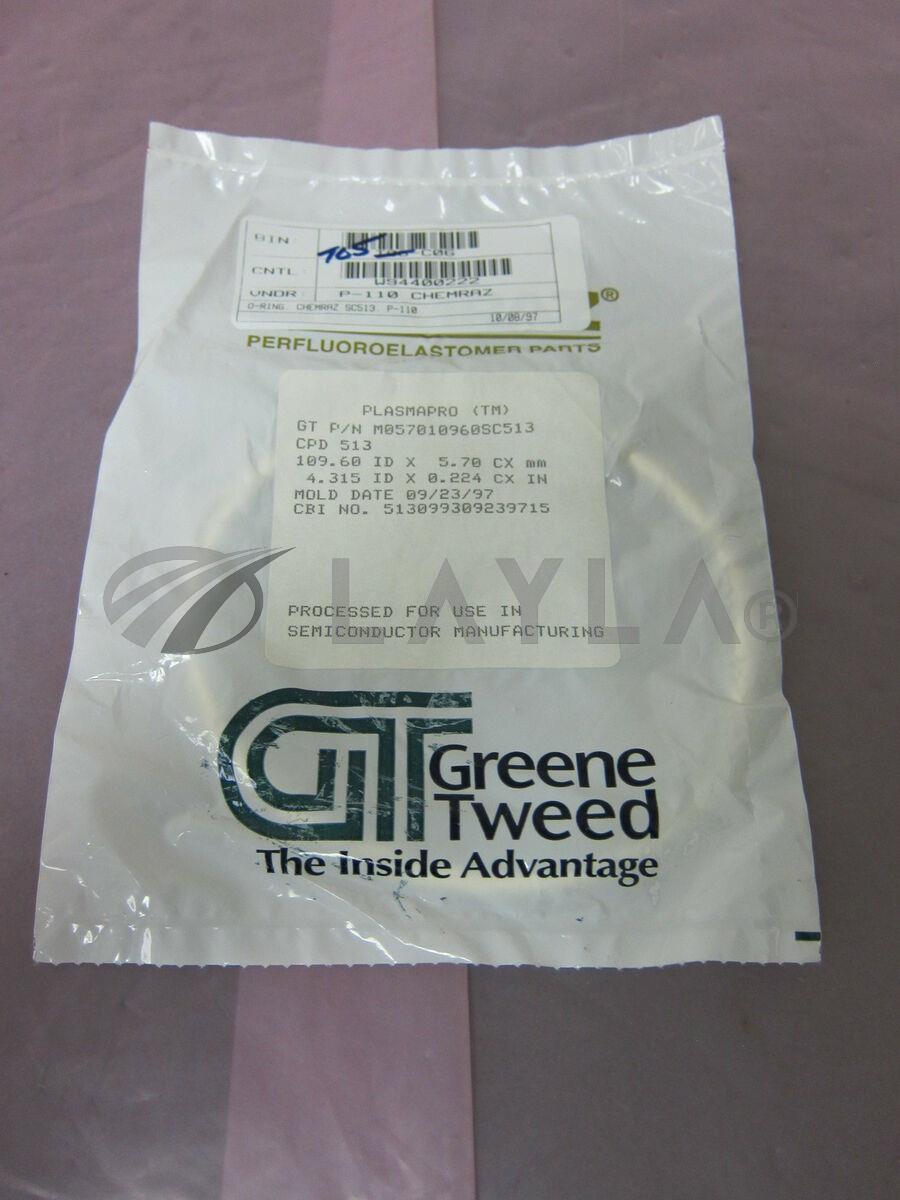 BIN:
105
C06
CNTL:
W94400222
VNDR: P-110 CHEMRAZ
O-RING, CHEMRAZ SC513, P-110 10/08/97
®
PERFLUOROELASTOMER PARTS
PLASMAPRO (TM)
GT P/N M057010960SC513
CPD 513
109.60 ID X 5.70 CX mm
4.315 ID X 0.224 CX IN
MOLD DATE 09/23/97
CBI NO. 513099309239715
LAYLA®
PROCESSED FOR USE IN
SEMICONDUCTOR MANUFACTURING
GT Greene
Tweed
The Inside Advantage